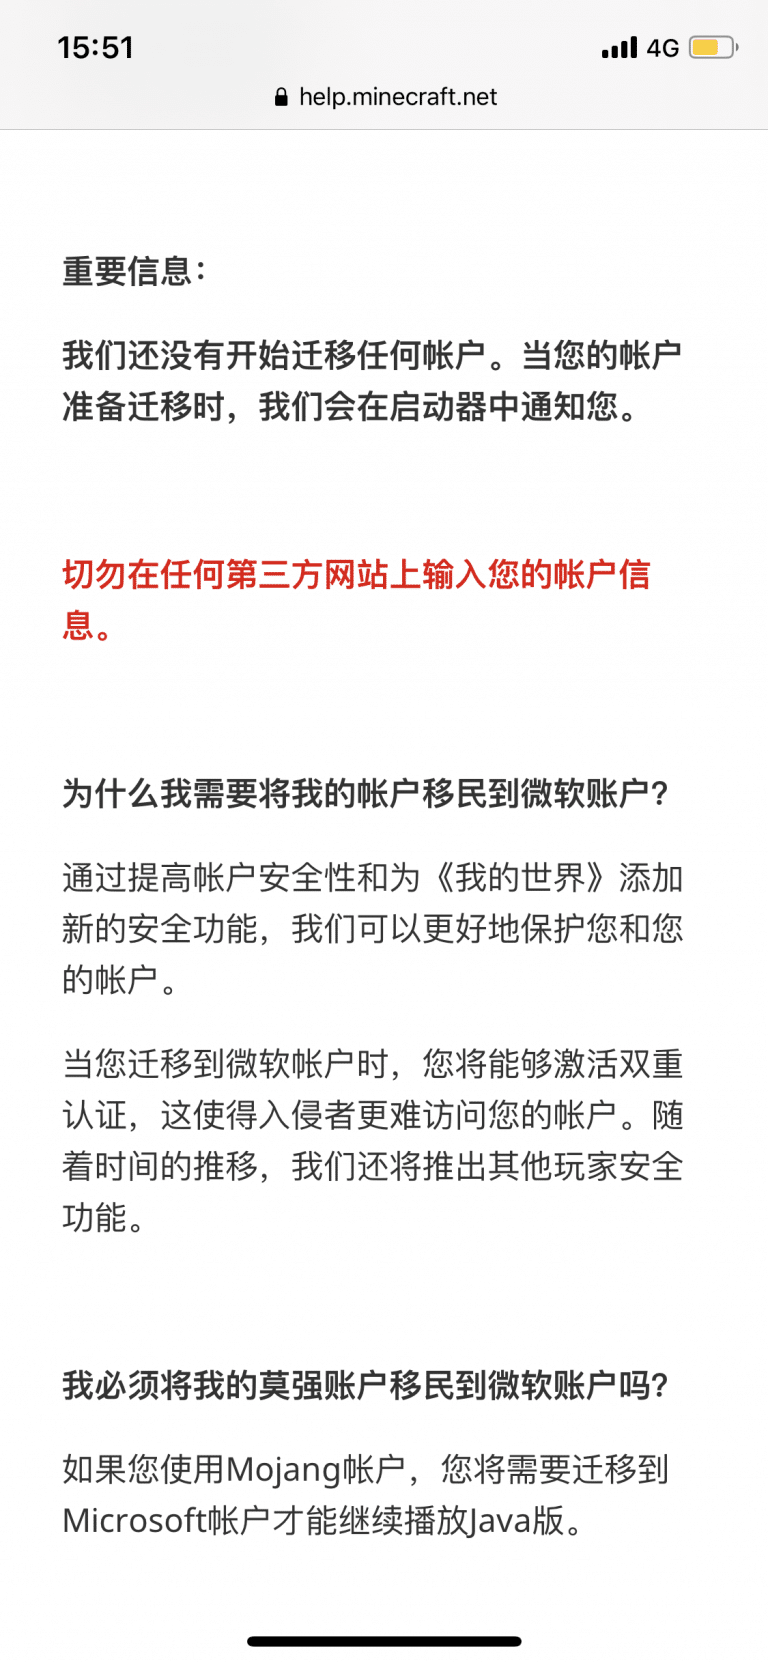 15:51
4G
help.minecraft.net
重要信息：
我们还没有开始迁移任何帐户。当您的帐户
准备迁移时，我们会在启动器中通知您。
切勿在任何第三方网站上输入您的帐户信
息。
为什么我需要将我的帐户移民到微软账户？
通过提高帐户安全性和为《我的世界》添加
新的安全功能，我们可以更好地保护您和您
的帐户。
当您迁移到微软帐户时，您将能够激活双重
认证，这使得入侵者更难访问您的帐户。随
着时间的推移，我们还将推出其他玩家安全
功能。
我必须将我的莫强账户移民到微软账户吗？
如果您使用Mojang帐户，您将需要迁移到
Microsoft帐户才能继续播放Java版。